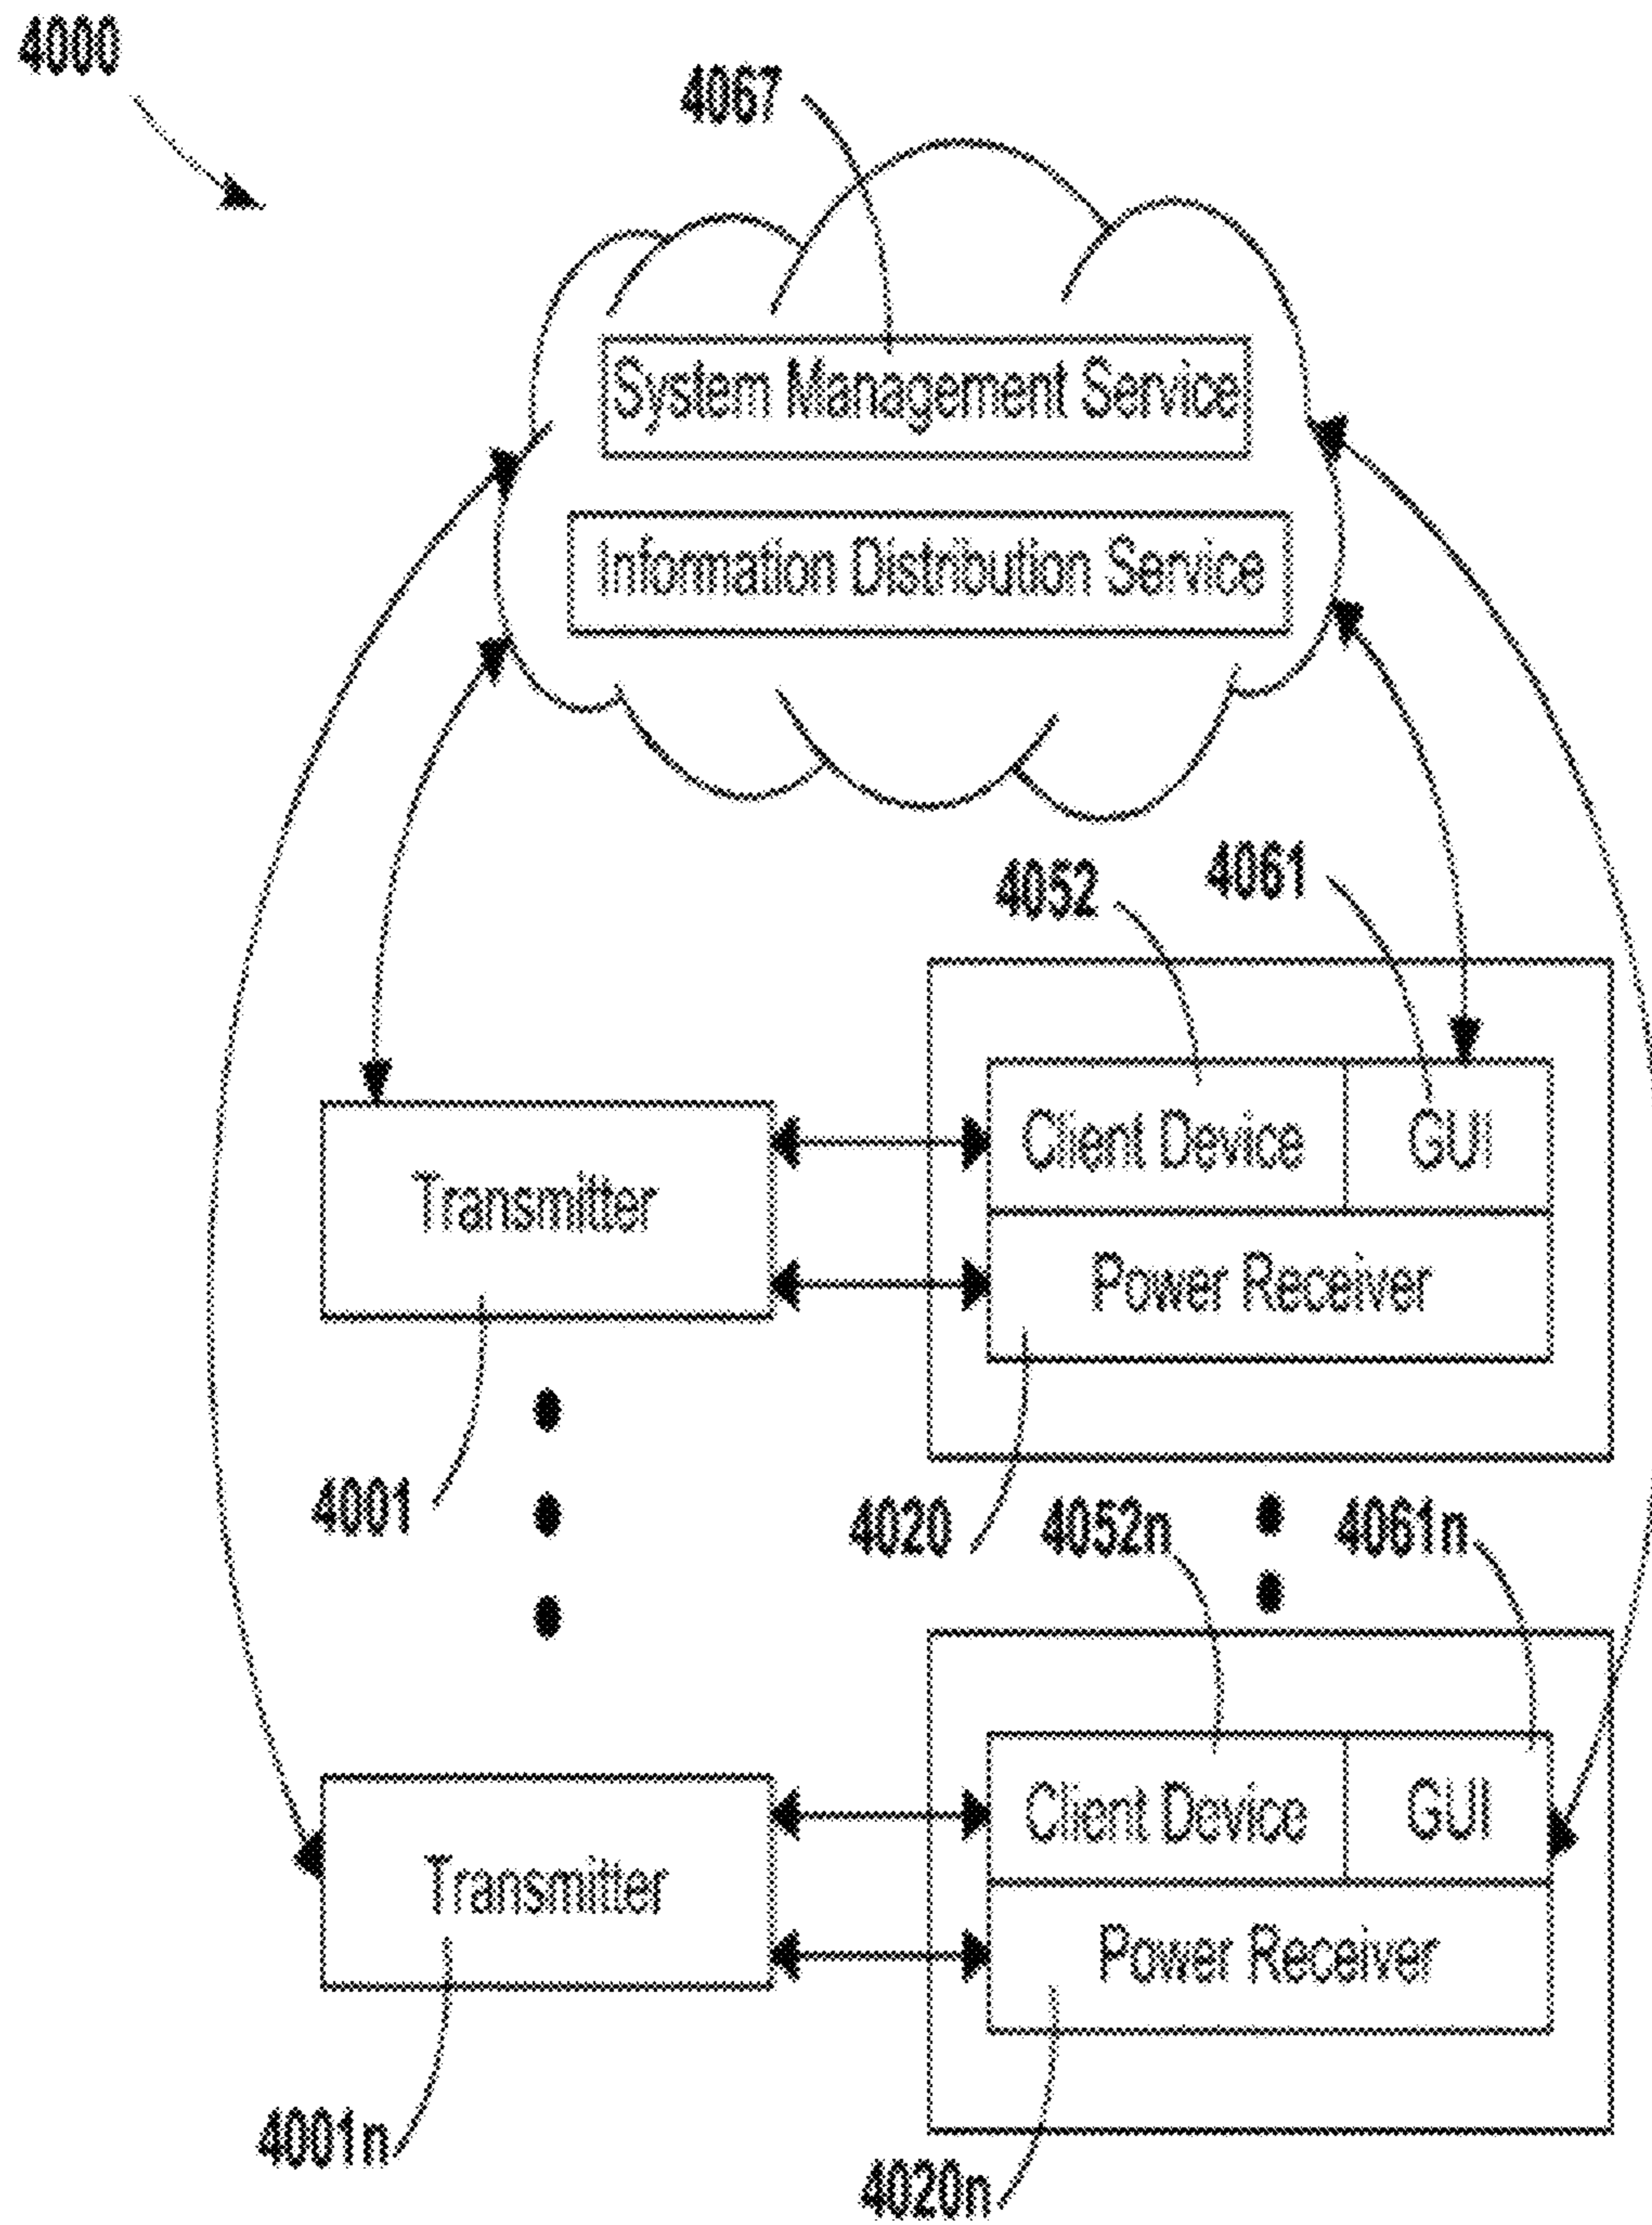 4000
4067
System Management Service
Information Distribution Service
4052
4061
Client Device
GUI
Transmitter
Power Receiver
4001
4020
4052n
4061n
Client Device
GUI
Transmitter
Power Receiver
4001n
4020n